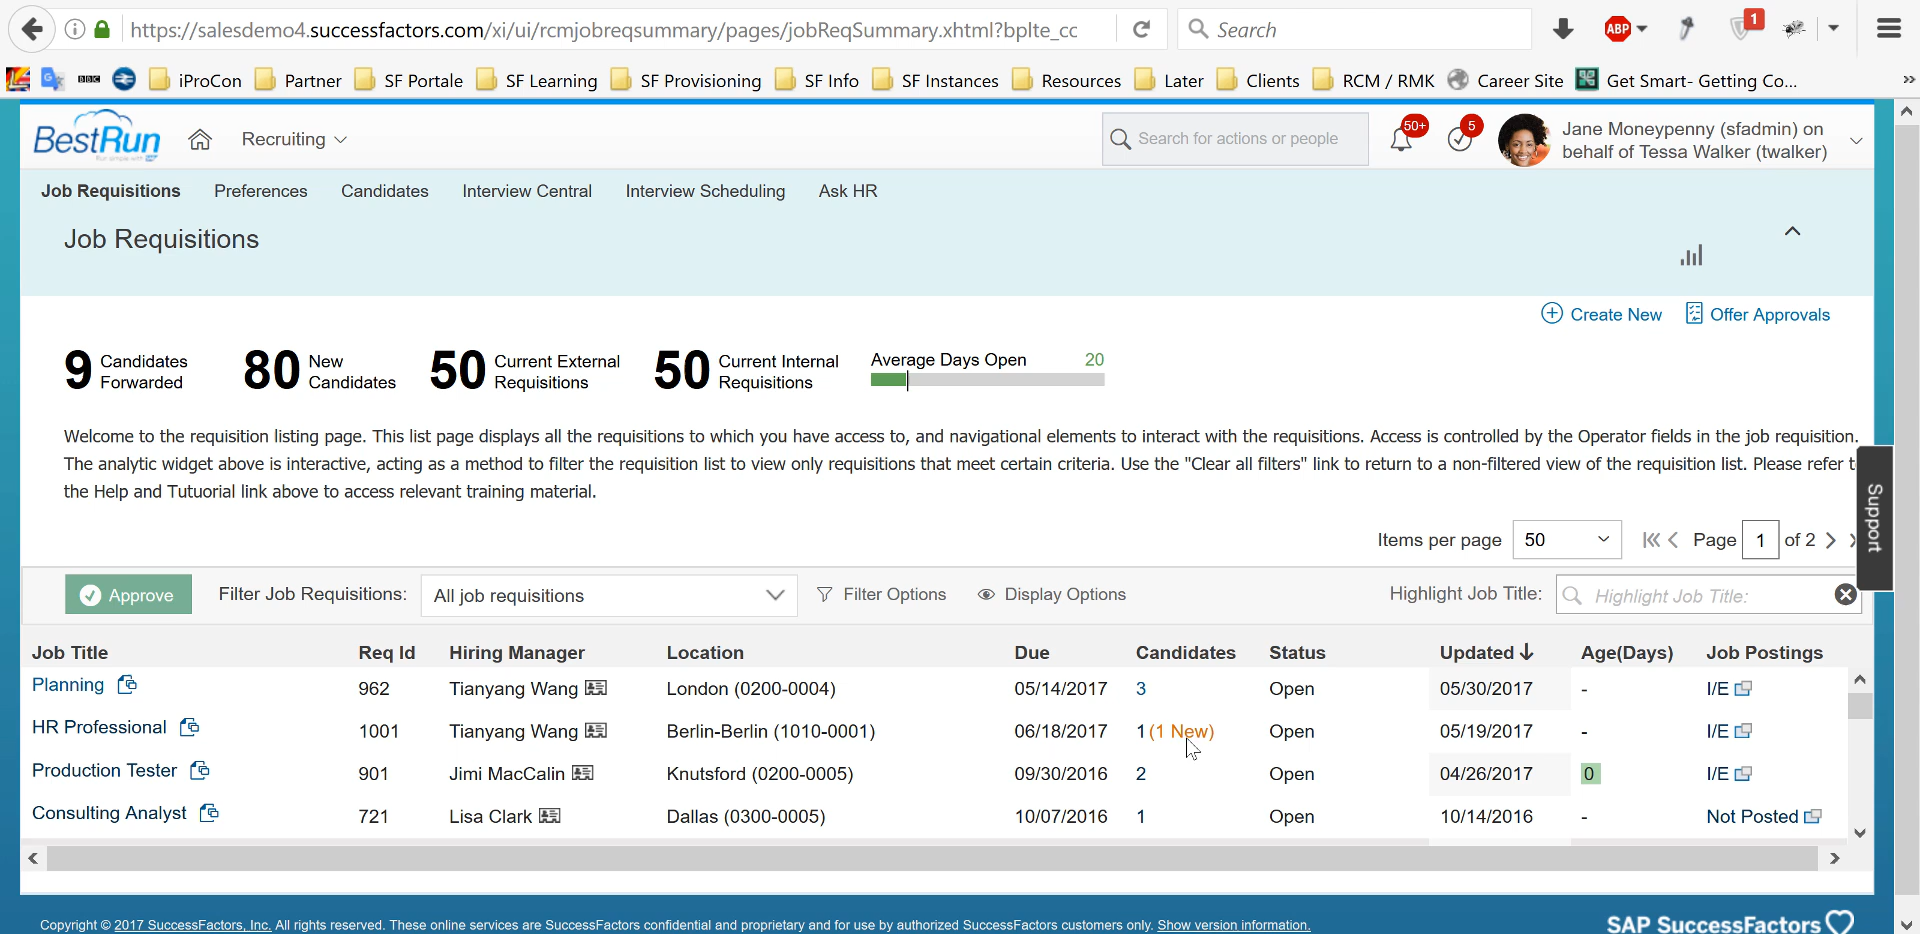 https://salesdemo4.successfactors.com/xi/ui/rcmjobreqsummary/pages/jobReqSummary.xhtml?bplte_cc
Search
ABP
1
BBC
iProCon
Partner
SF Portale
SF Learning
SF Provisioning
SF Info
SF Instances
Resources
Later
Clients
RCM / RMK
Career Site
Get Smart- Getting Co...
BestRun
Recruiting
Search for actions or people
50+
5
Jane Moneypenny (sfadmin) on
behalf of Tessa Walker (twalker)
Job Requisitions Preferences Candidates Interview Central Interview Scheduling Ask HR
Job Requisitions
Create New Offer Approvals
9 Candidates Forwarded
80 New Candidates
50 Current External Requisitions
50 Current Internal Requisitions
Average Days Open 20
Welcome to the requisition listing page. This list page displays all the requisitions to which you have access to, and navigational elements to interact with the requisitions. Access is controlled by the Operator fields in the job requisition.
The analytic widget above is interactive, acting as a method to filter the requisition list to view only requisitions that meet certain criteria. Use the "Clear all filters" link to return to a non-filtered view of the requisition list. Please refer t
the Help and Tutuorial link above to access relevant training material.
Support
Items per page 50 Page 1 of 2
Approve Filter Job Requisitions: All job requisitions Filter Options Display Options Highlight Job Title: Highlight Job Title:
Job Title Req Id Hiring Manager Location Due Candidates Status Updated Age(Days) Job Postings
Planning 962 Tianyang Wang London (0200-0004) 05/14/2017 3 Open 05/30/2017 - I/E
HR Professional 1001 Tianyang Wang Berlin-Berlin (1010-0001) 06/18/2017 1 (1 New) Open 05/19/2017 - I/E
Production Tester 901 Jimi MacCalin Knutsford (0200-0005) 09/30/2016 2 Open 04/26/2017 0 I/E
Consulting Analyst 721 Lisa Clark Dallas (0300-0005) 10/07/2016 1 Open 10/14/2016 - Not Posted
Copyright © 2017 SuccessFactors, Inc. All rights reserved. These online services are SuccessFactors confidential and proprietary and for use by authorized SuccessFactors customers only. Show version information.
SAP SuccessFactors